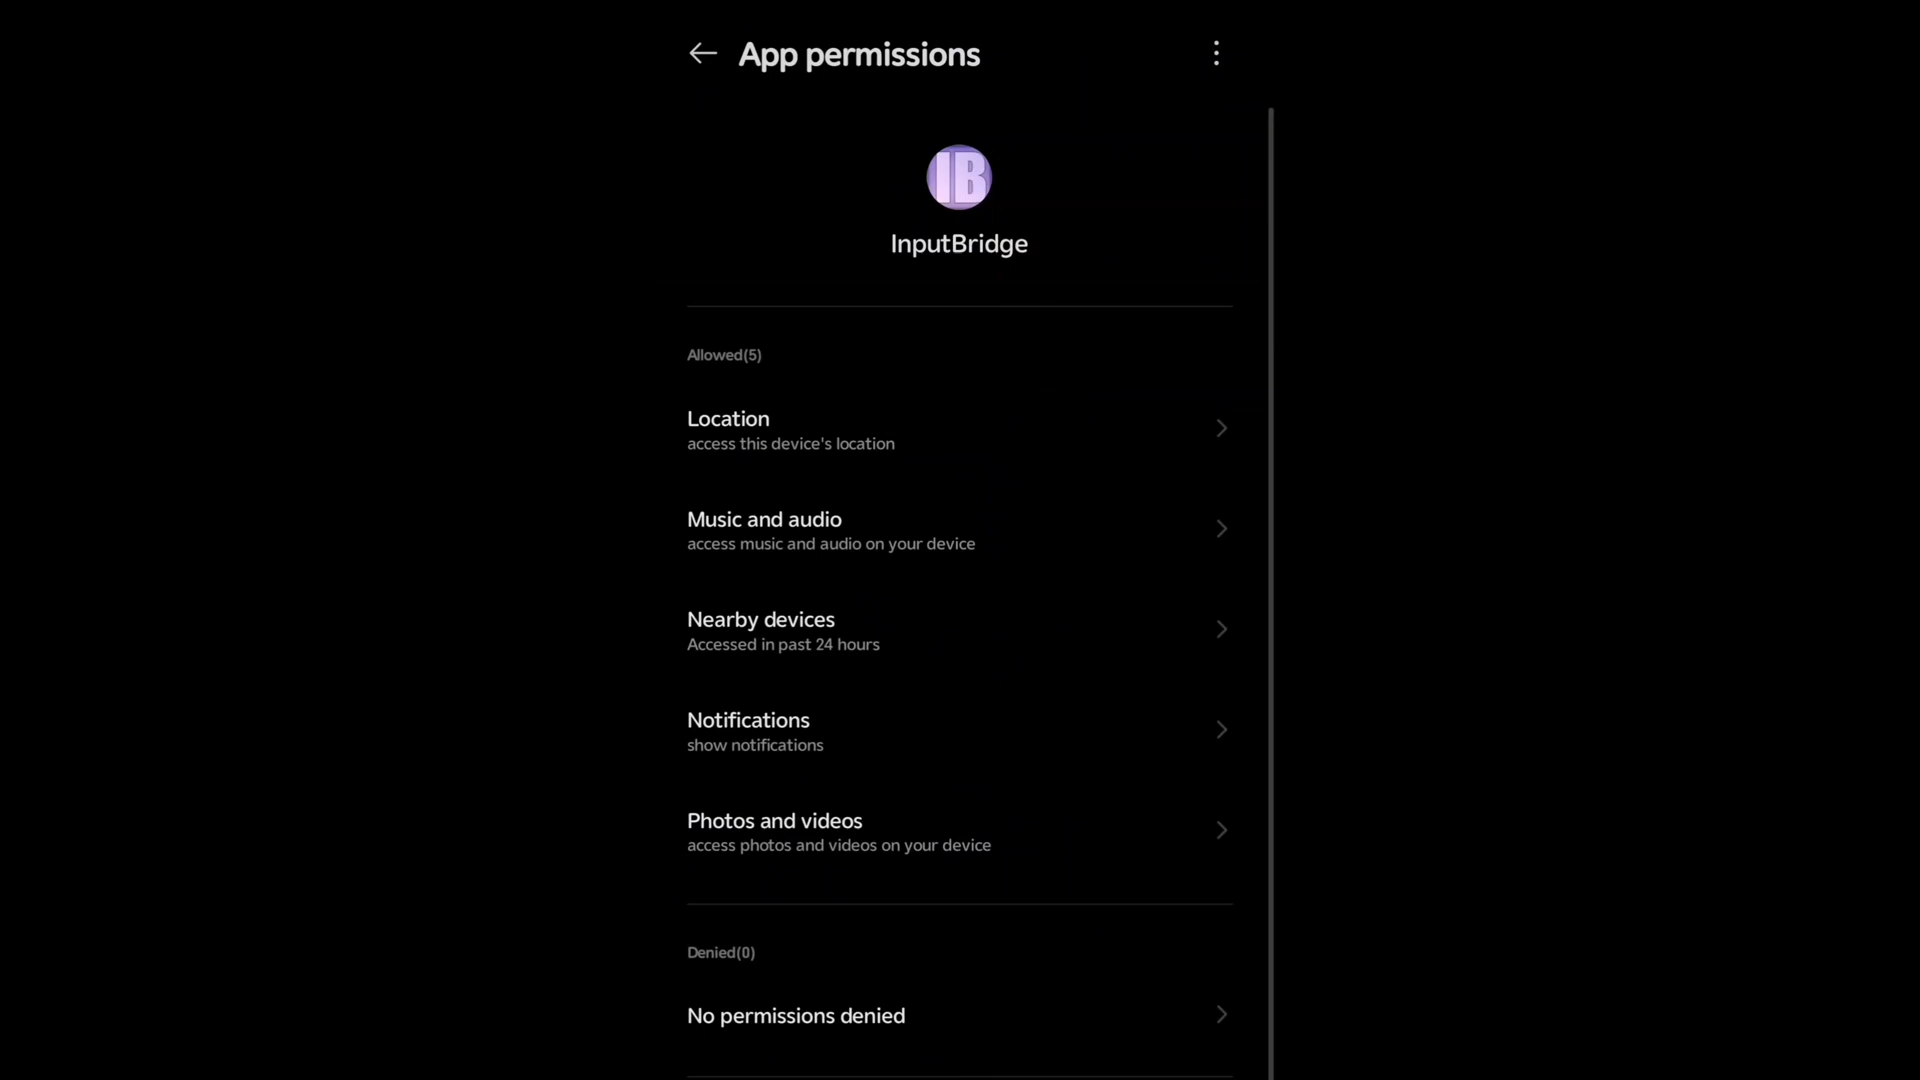 App permissions
IB
InputBridge
Allowed(5)
Location
access this device's location
Music and audio
access music and audio on your device
Nearby devices
Accessed in past 24 hours
Notifications
show notifications
Photos and videos
access photos and videos on your device
Denied(0)
No permissions denied